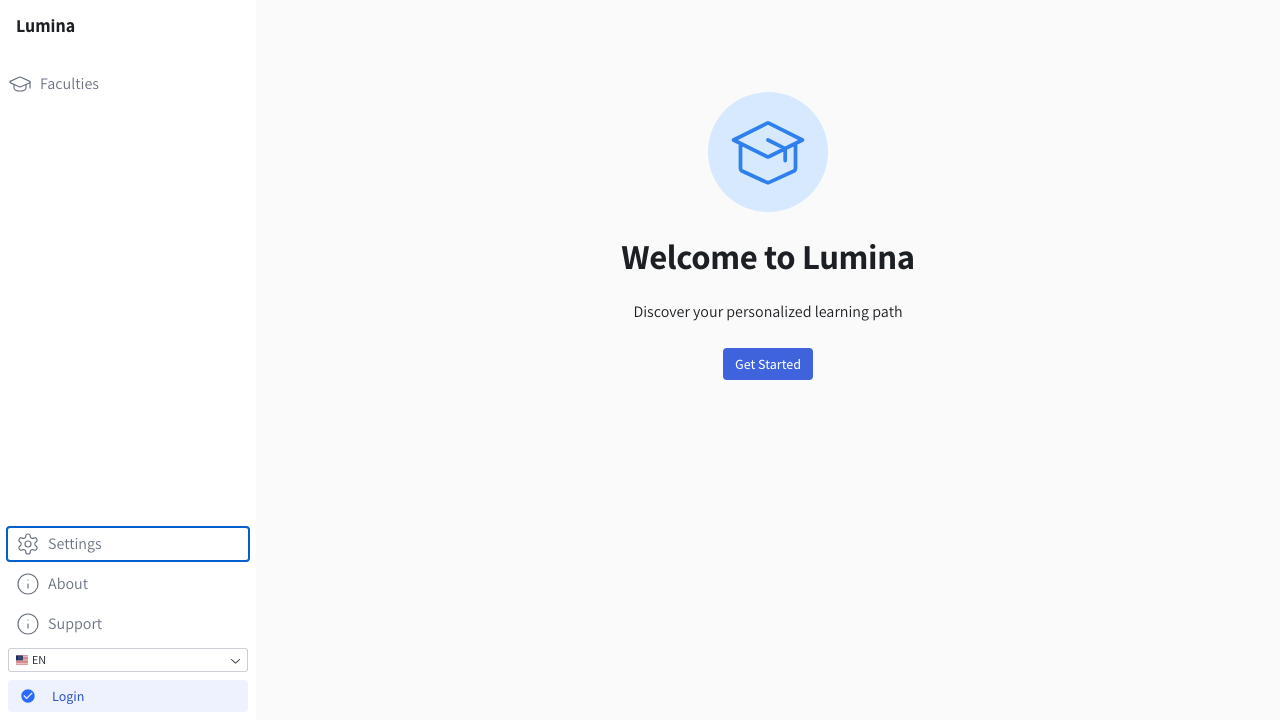 Lumina
Faculties
Welcome to Lumina
Discover your personalized learning path
Get Started
Settings
About
Support
EN
Login